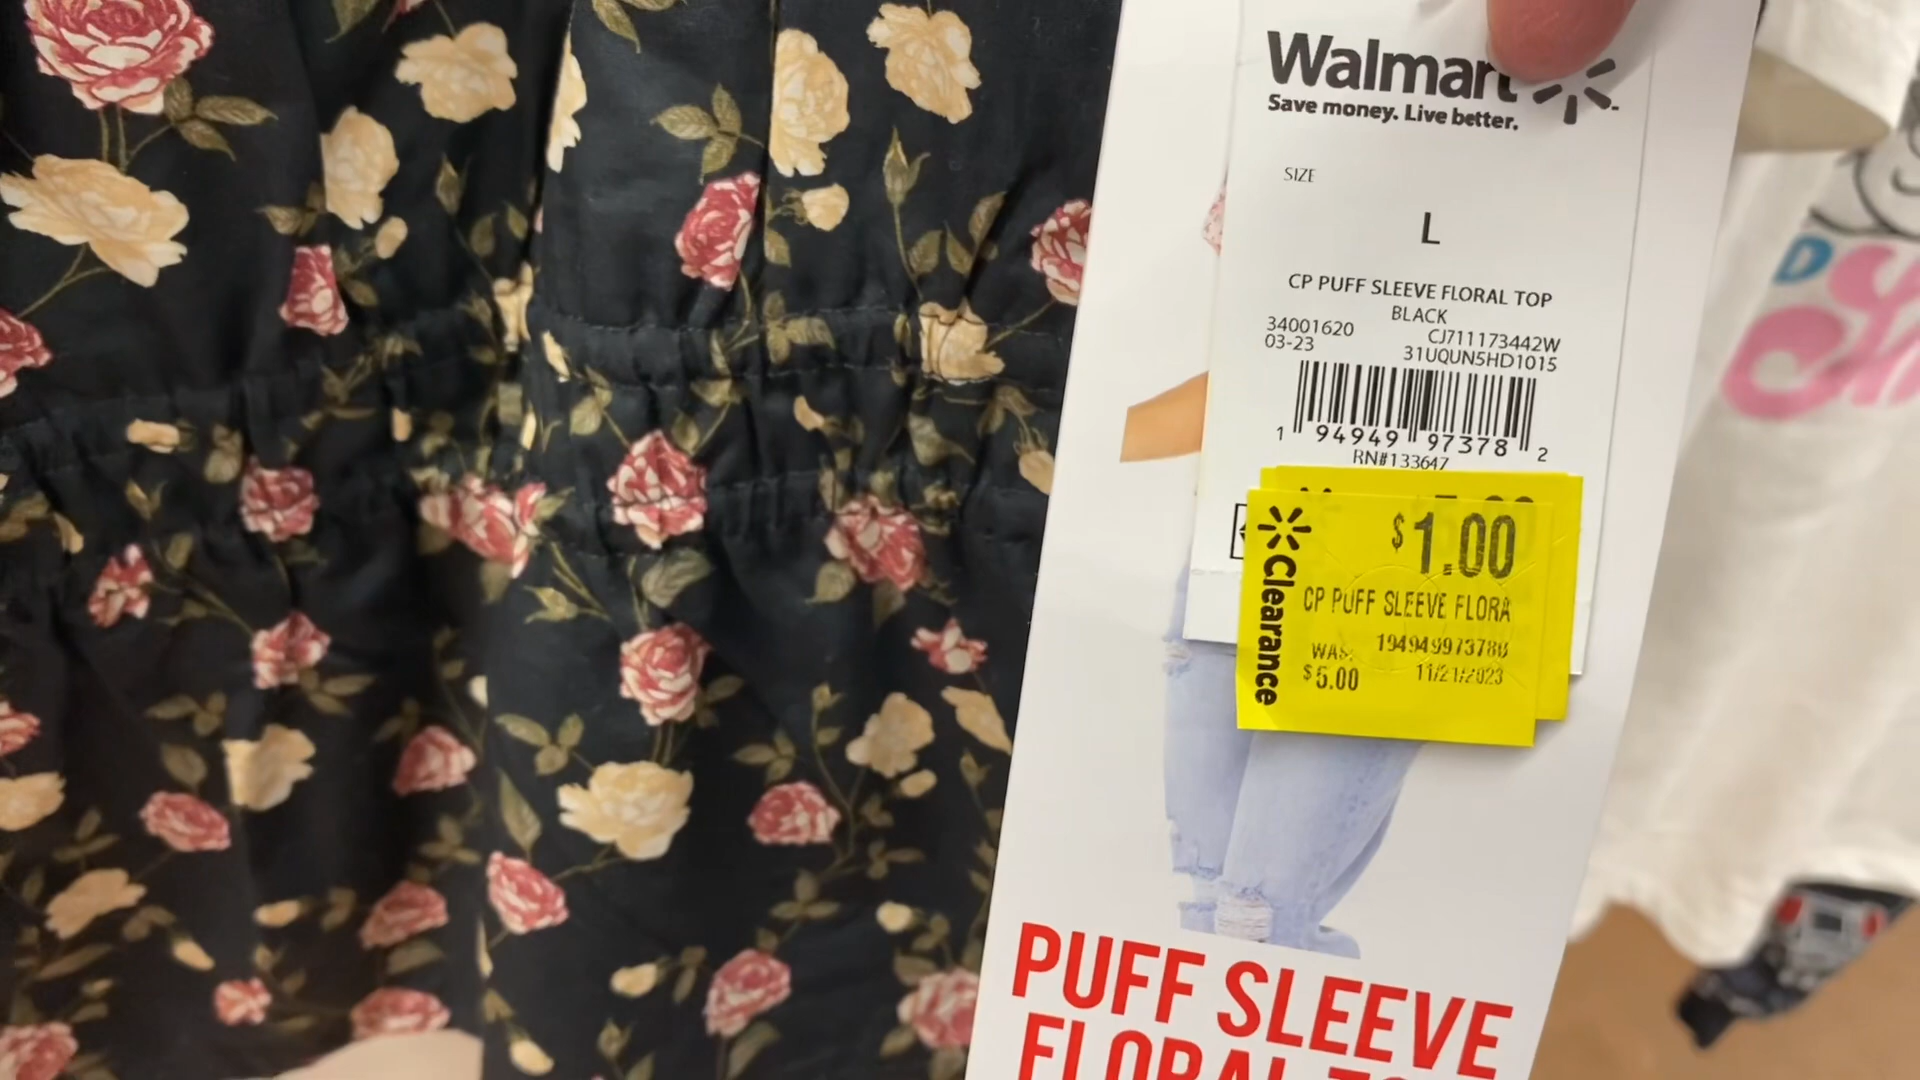 Walmart
Save money. Live better.
SIZE
L
CP PUFF SLEEVE FLORAL TOP
BLACK
34001620 CJ711173442W
03-23 31UQUN5HD1015
1 94949 97378 2
RN#133647
$1.00
Clearance
CP PUFF SLEEVE FLORA
WAS: 194949973780
$5.00 11/21/2023
PUFF SLEEVE
FLORAL